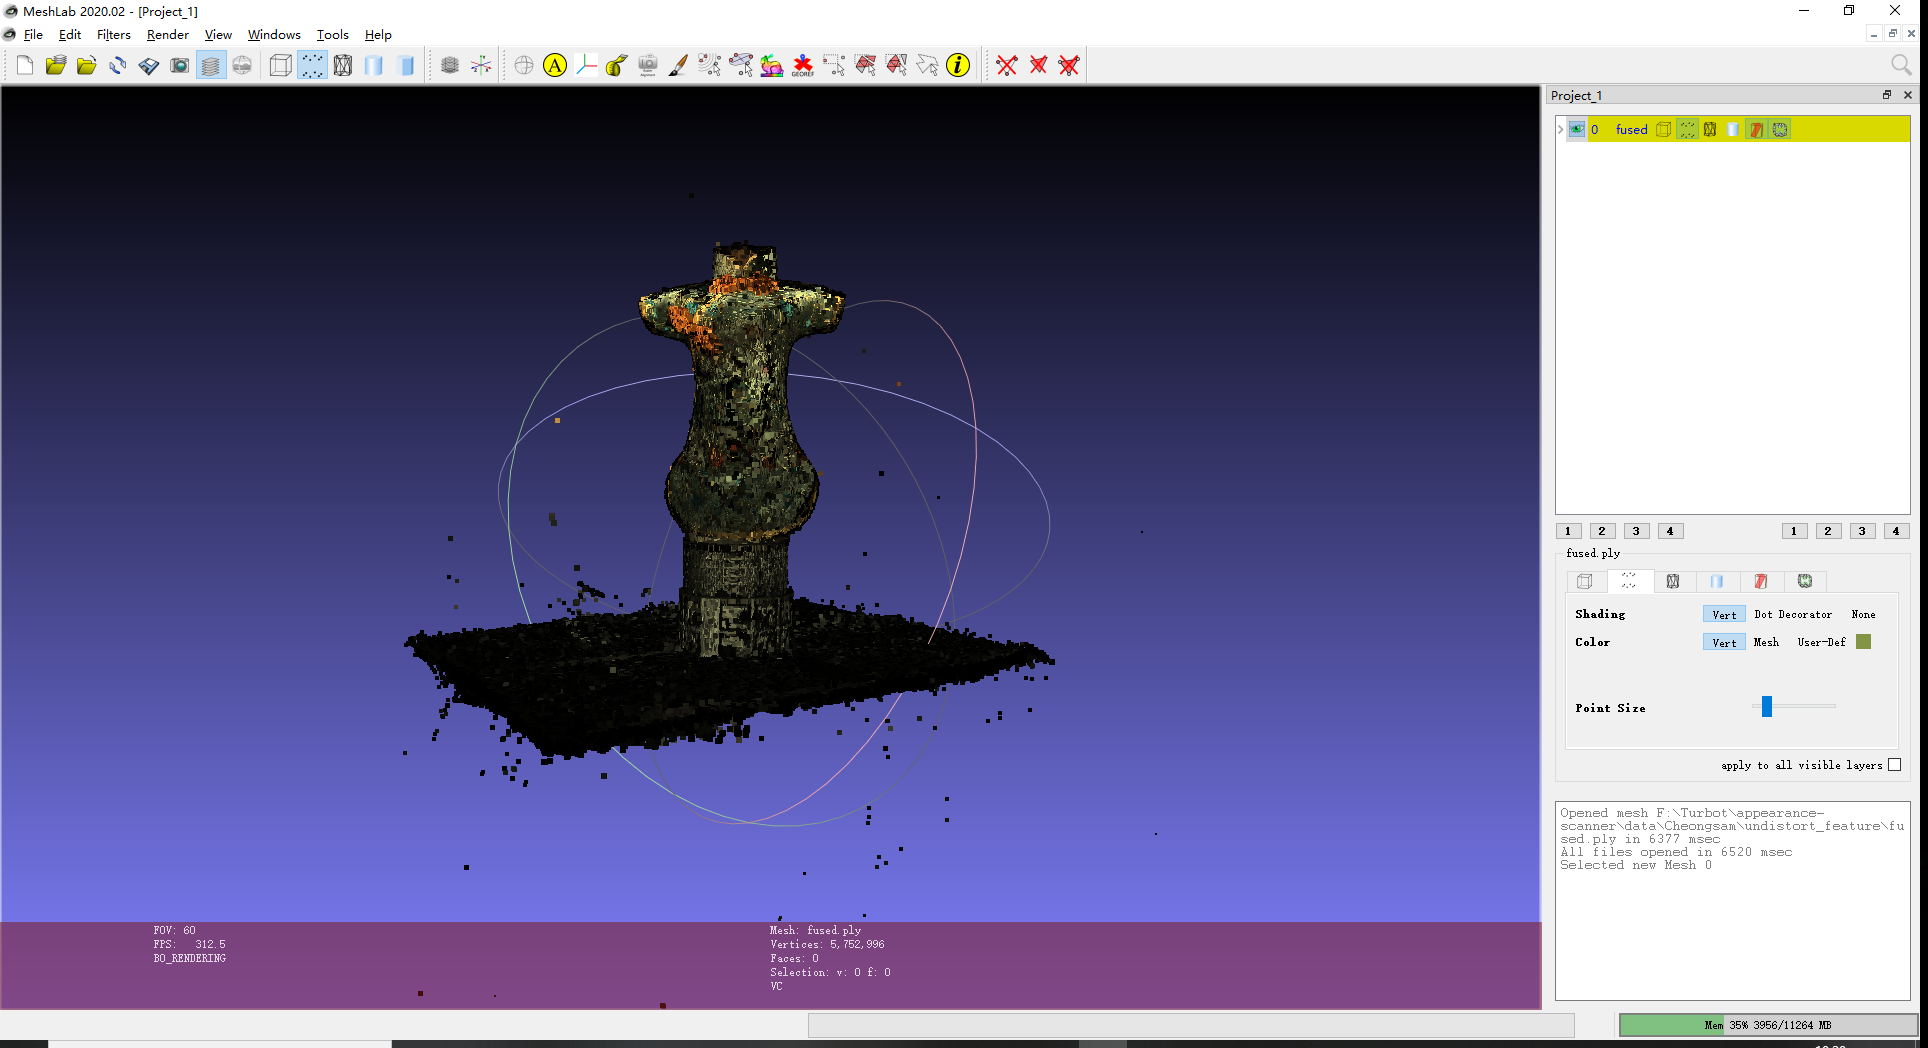 MeshLab 2020.02 - [Project_1]
File Edit Filters Render View Windows Tools Help
A
GEOREF
i
Project_1
0 fused
1 2 3 4 1 2 3 4
fused.ply
Shading Vert Dot Decorator None
Color Vert Mesh User-Def
Point Size
apply to all visible layers
Opened mesh F:\Turbot\appearance-
scanner\data\Cheongsam\undistort_feature\fu
sed.ply in 6377 msec
All files opened in 6520 msec
Selected new Mesh 0
FOV: 60
FPS: 312.5
BO_RENDERING
Mesh: fused.ply
Vertices: 5,752,996
Faces: 0
Selection: v: 0 f: 0
VC
Mem 35% 3956/11264 MB